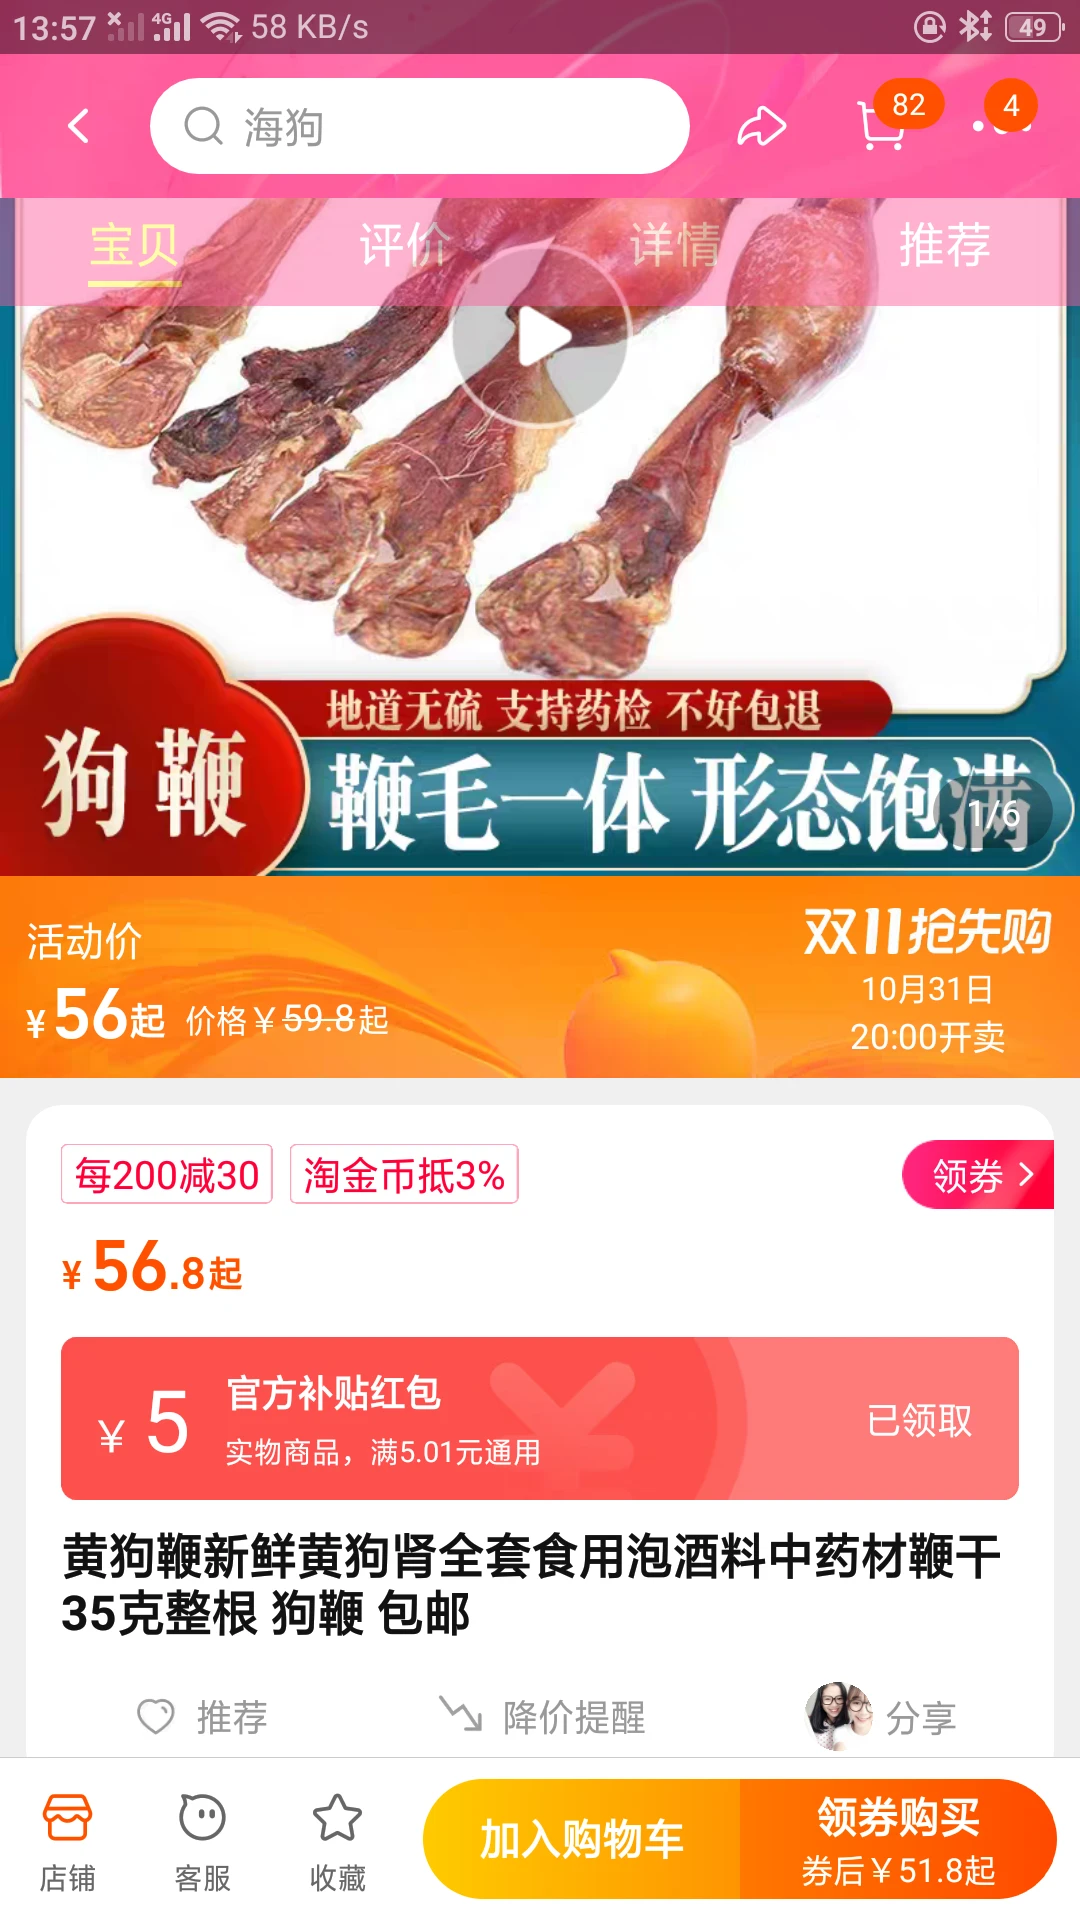 13:57 4G 58 KB/s 49
海狗 82 4
宝贝 评价 详情 推荐
地道无硫 支持药检 不好包退
狗鞭
鞭毛一体 形态饱满
1/6
活动价
¥56起 价格¥59.8起
双11抢先购
10月31日
20:00开卖
每200减30 淘金币抵3% 领券
¥56.8起
¥5 官方补贴红包
实物商品，满5.01元通用
已领取
黄狗鞭新鲜黄狗肾全套食用泡酒料中药材鞭干
35克整根 狗鞭 包邮
推荐 降价提醒 分享
店铺 客服 收藏 加入购物车 领券购买
券后¥51.8起